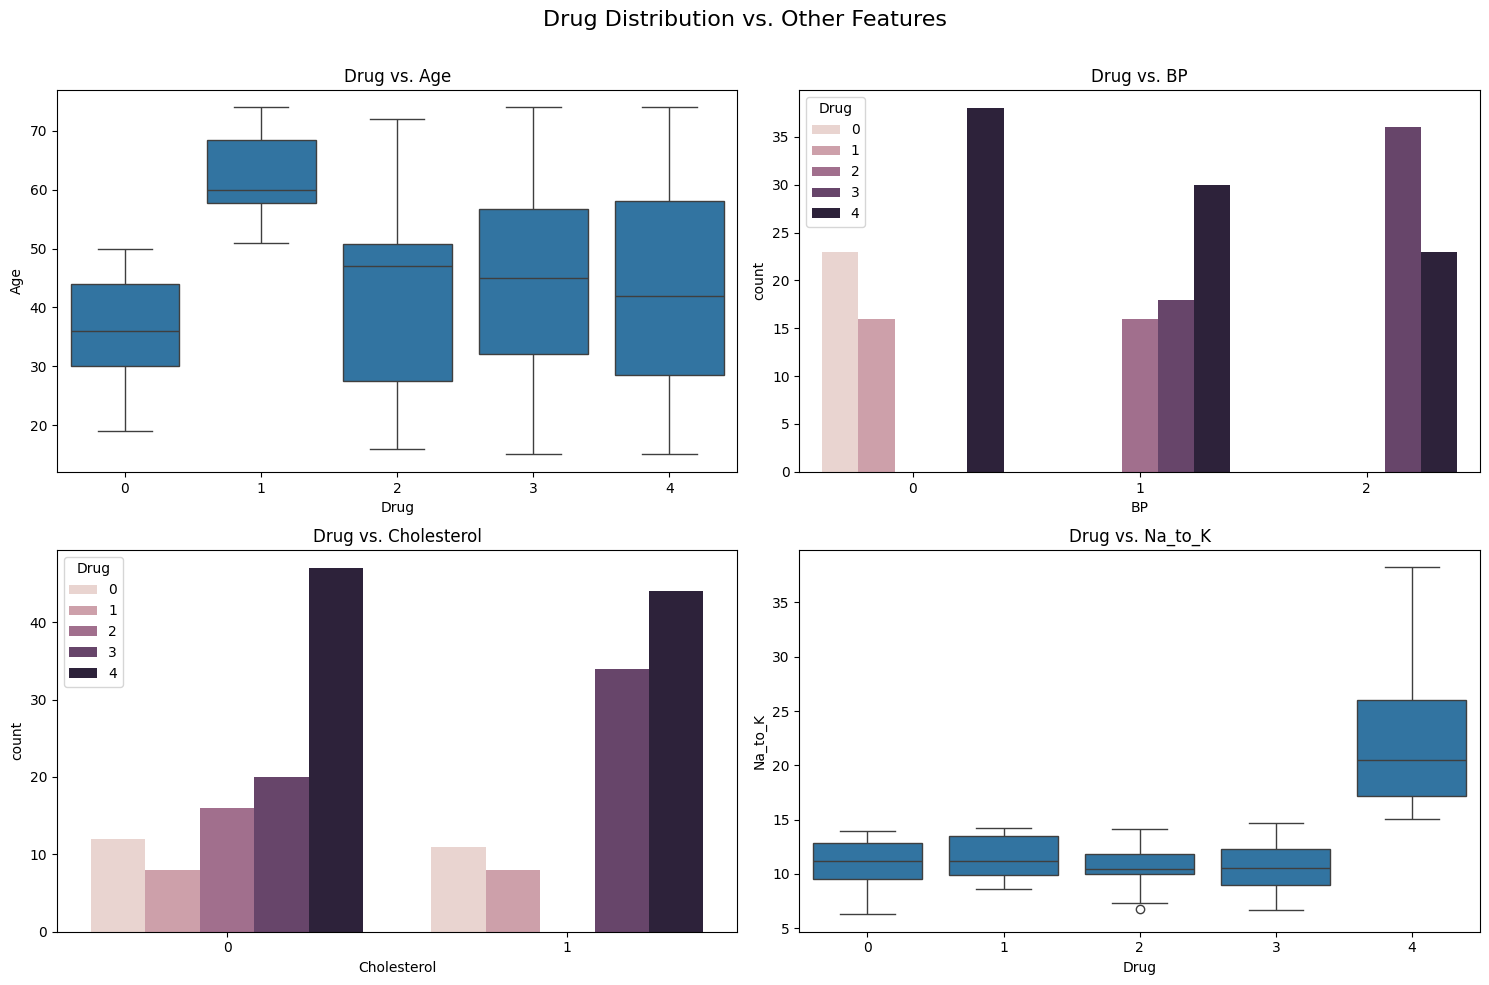 Drug Distribution vs. Other Features
Drug vs. Age
70
60
50
40
30
20
Age
0 1 2 3 4
Drug
Drug vs. BP
Drug
0
1
2
3
4
35
30
25
20
15
10
5
0
count
0 1 2
BP
Drug vs. Cholesterol
Drug
0
1
2
3
4
40
30
20
10
0
count
0 1
Cholesterol
Drug vs. Na_to_K
35
30
25
20
15
10
5
Na_to_K
0 1 2 3 4
Drug